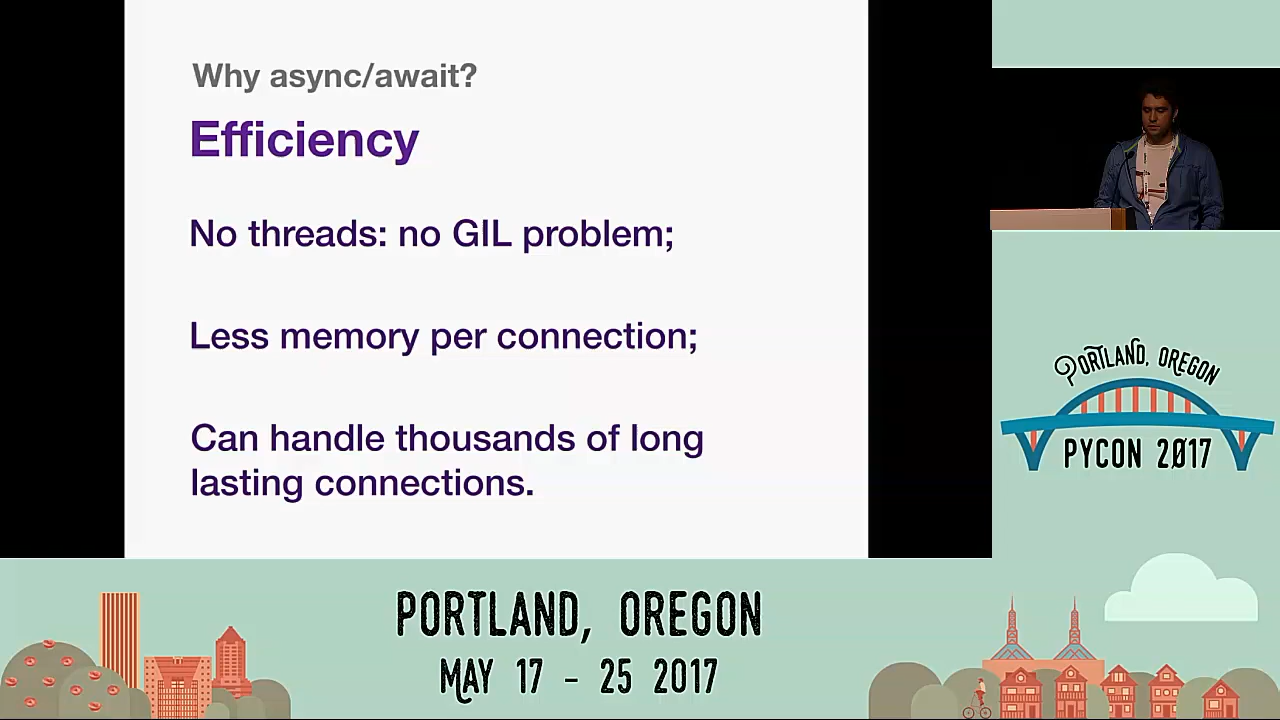 Why async/await?
Efficiency
No threads: no GIL problem;
Less memory per connection;
Can handle thousands of long
lasting connections.
PORTLAND, OREGON
PYCON 2017
PORTLAND, OREGON
MAY 17 - 25 2017